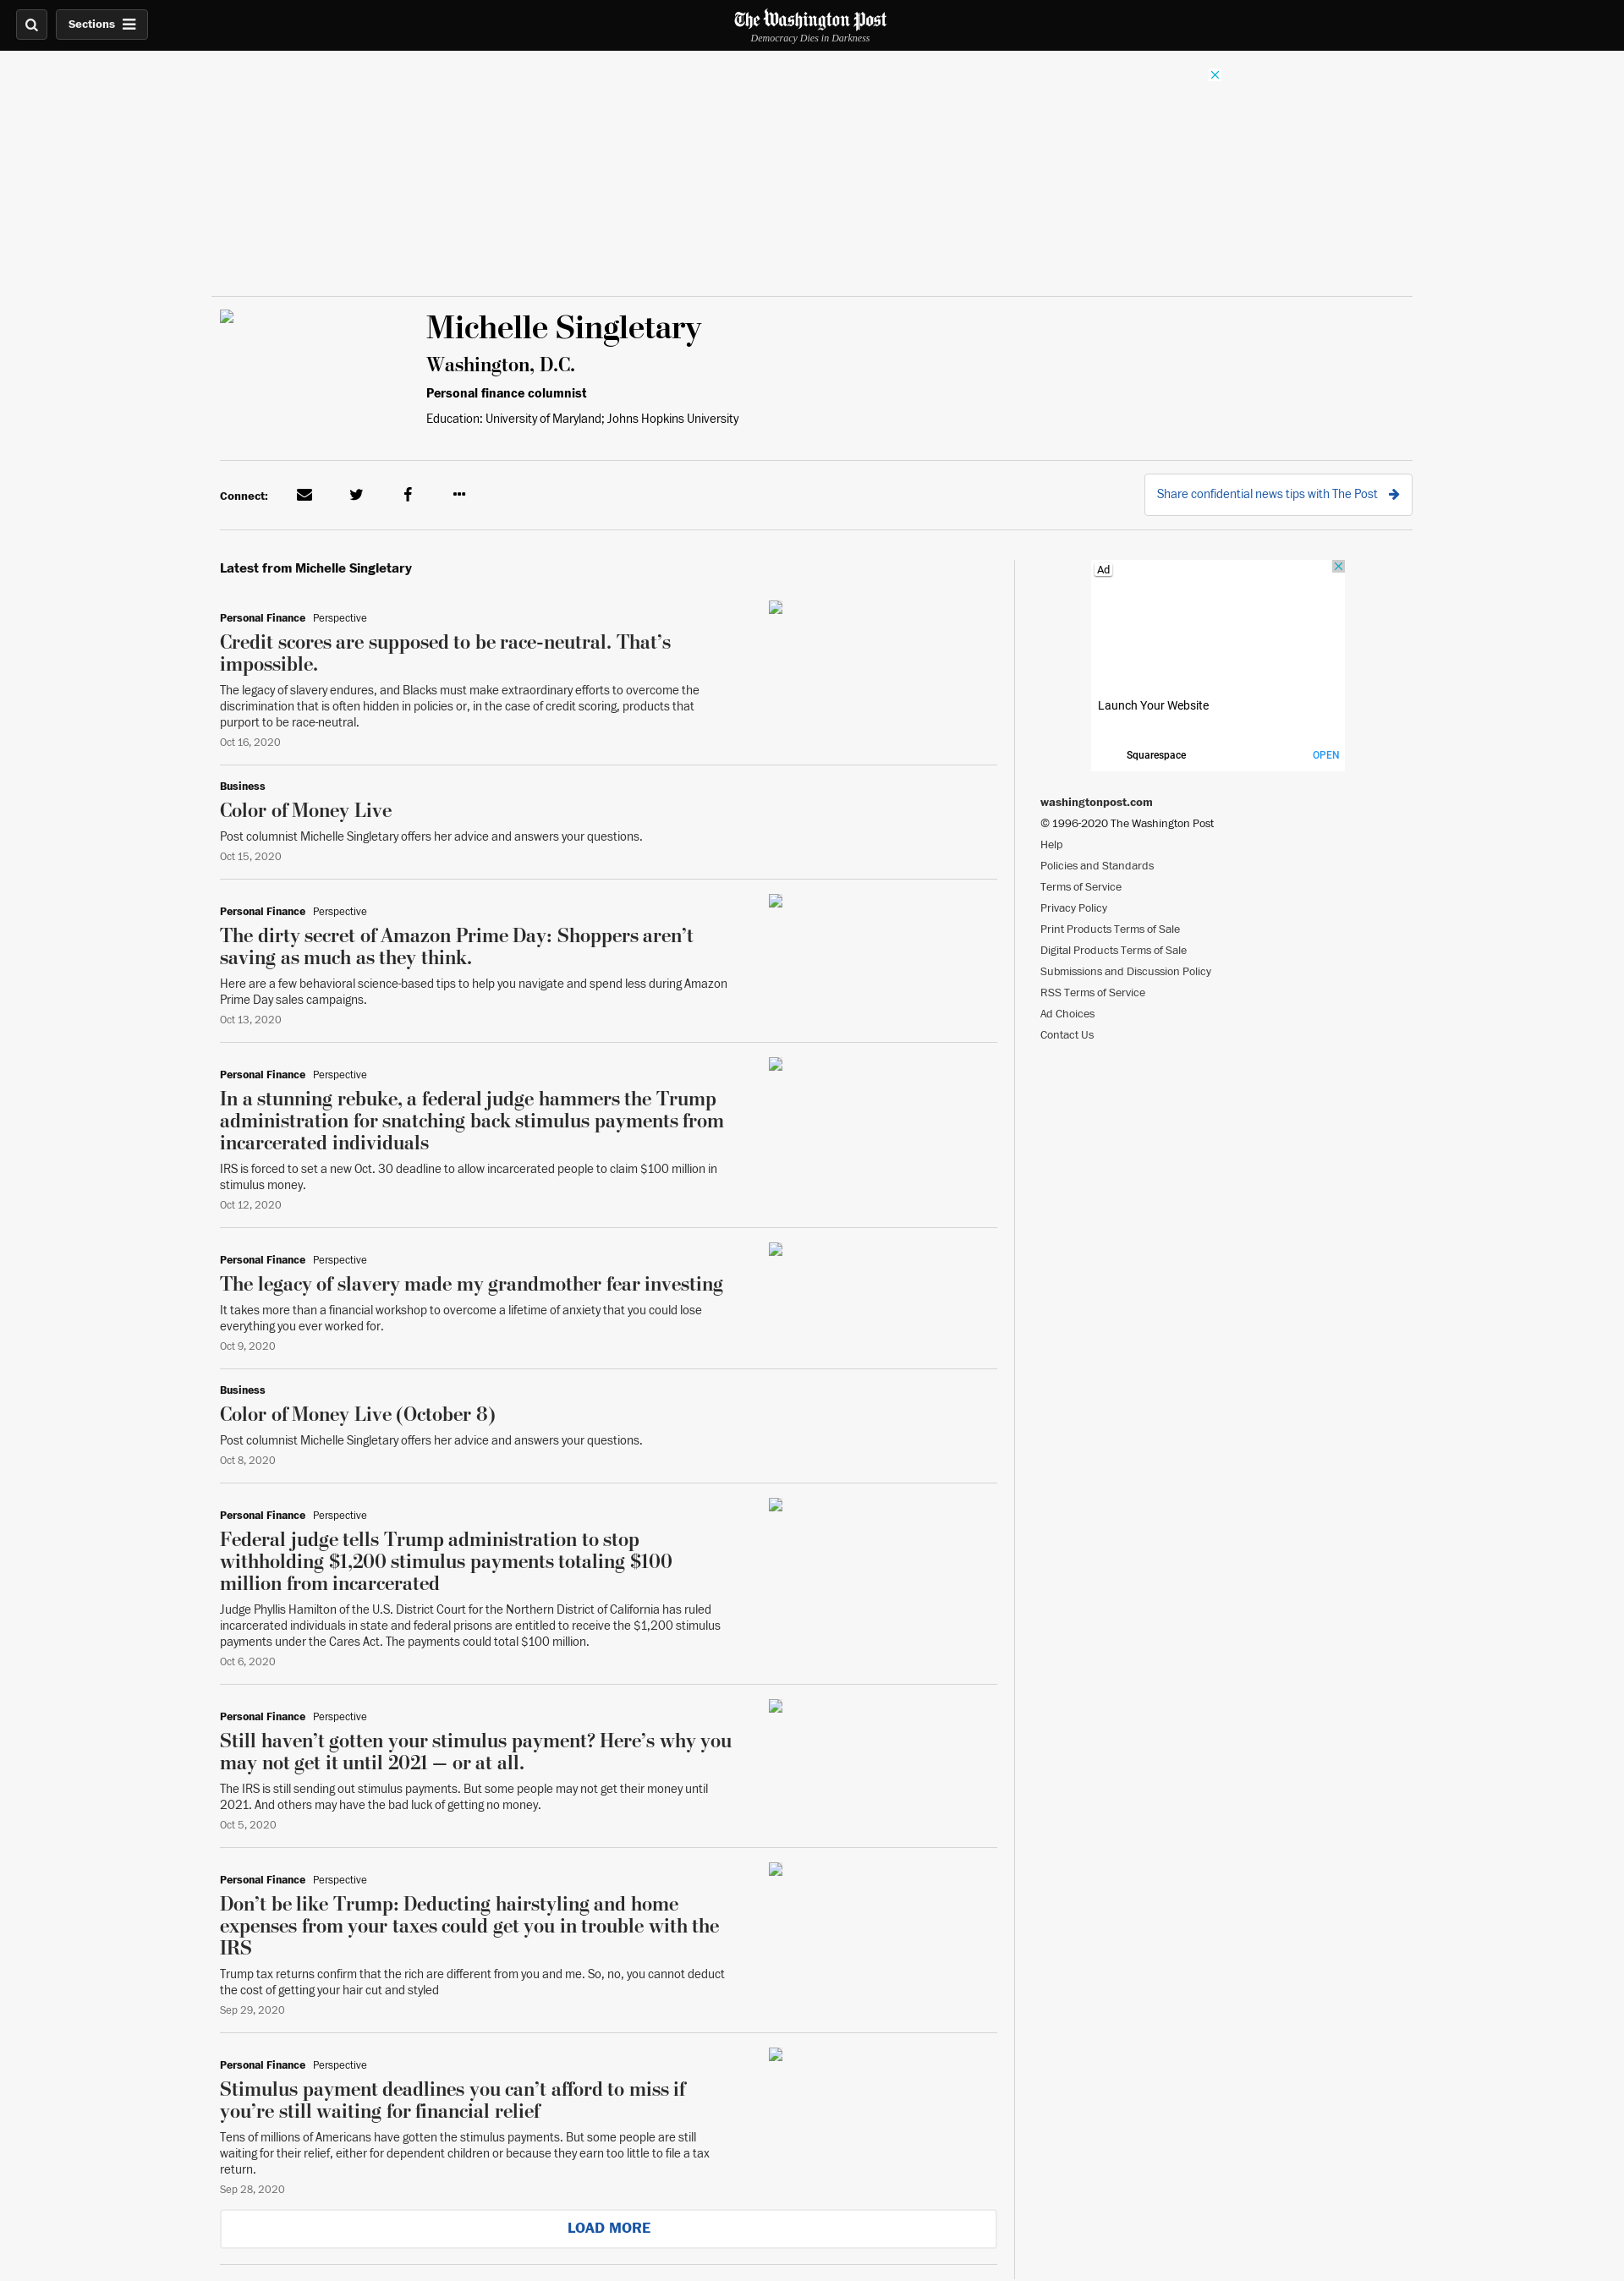 Sections
The Washington Post
Democracy Dies in Darkness
Michelle Singletary
Washington, D.C.
Personal finance columnist
Education: University of Maryland; Johns Hopkins University
Connect:
Share confidential news tips with The Post
Latest from Michelle Singletary
Personal Finance Perspective
Credit scores are supposed to be race-neutral. That’s
impossible.
The legacy of slavery endures, and Blacks must make extraordinary efforts to overcome the
discrimination that is often hidden in policies or, in the case of credit scoring, products that
purport to be race-neutral.
Oct 16, 2020
Business
Color of Money Live
Post columnist Michelle Singletary offers her advice and answers your questions.
Oct 15, 2020
Personal Finance Perspective
The dirty secret of Amazon Prime Day: Shoppers aren’t
saving as much as they think.
Here are a few behavioral science-based tips to help you navigate and spend less during Amazon
Prime Day sales campaigns.
Oct 13, 2020
Personal Finance Perspective
In a stunning rebuke, a federal judge hammers the Trump
administration for snatching back stimulus payments from
incarcerated individuals
IRS is forced to set a new Oct. 30 deadline to allow incarcerated people to claim $100 million in
stimulus money.
Oct 12, 2020
Personal Finance Perspective
The legacy of slavery made my grandmother fear investing
It takes more than a financial workshop to overcome a lifetime of anxiety that you could lose
everything you ever worked for.
Oct 9, 2020
Business
Color of Money Live (October 8)
Post columnist Michelle Singletary offers her advice and answers your questions.
Oct 8, 2020
Personal Finance Perspective
Federal judge tells Trump administration to stop
withholding $1,200 stimulus payments totaling $100
million from incarcerated
Judge Phyllis Hamilton of the U.S. District Court for the Northern District of California has ruled
incarcerated individuals in state and federal prisons are entitled to receive the $1,200 stimulus
payments under the Cares Act. The payments could total $100 million.
Oct 6, 2020
Personal Finance Perspective
Still haven’t gotten your stimulus payment? Here’s why you
may not get it until 2021 — or at all.
The IRS is still sending out stimulus payments. But some people may not get their money until
2021. And others may have the bad luck of getting no money.
Oct 5, 2020
Personal Finance Perspective
Don’t be like Trump: Deducting hairstyling and home
expenses from your taxes could get you in trouble with the
IRS
Trump tax returns confirm that the rich are different from you and me. So, no, you cannot deduct
the cost of getting your hair cut and styled
Sep 29, 2020
Personal Finance Perspective
Stimulus payment deadlines you can’t afford to miss if
you’re still waiting for financial relief
Tens of millions of Americans have gotten the stimulus payments. But some people are still
waiting for their relief, either for dependent children or because they earn too little to file a tax
return.
Sep 28, 2020
LOAD MORE
Ad
Launch Your Website
Squarespace OPEN
washingtonpost.com
© 1996-2020 The Washington Post
Help
Policies and Standards
Terms of Service
Privacy Policy
Print Products Terms of Sale
Digital Products Terms of Sale
Submissions and Discussion Policy
RSS Terms of Service
Ad Choices
Contact Us